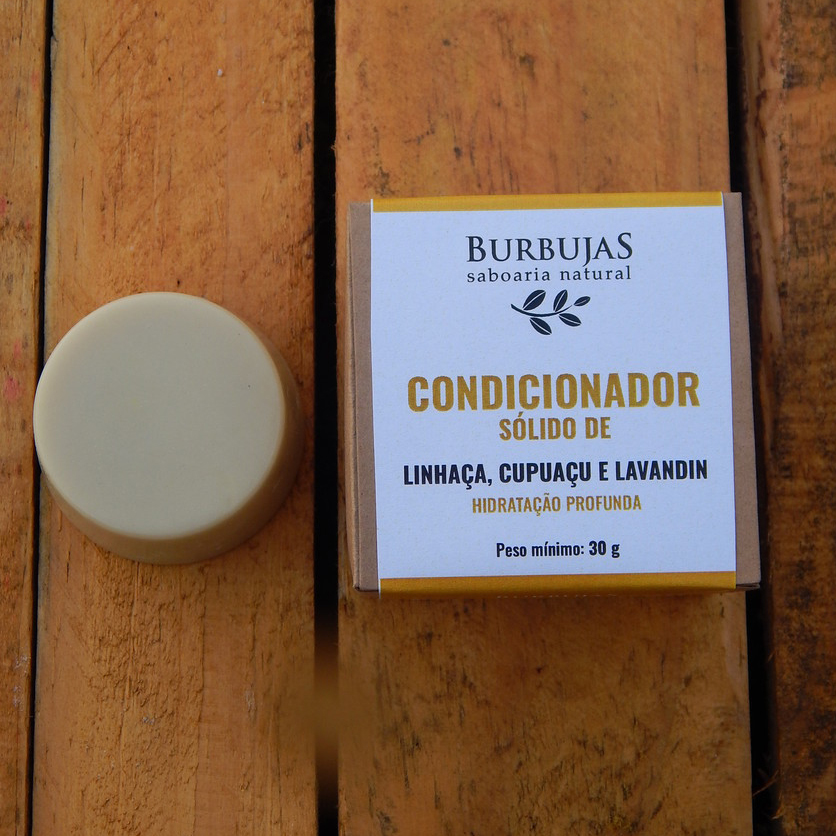 BURBUJAS
saboaria natural
CONDICIONADOR
SÓLIDO DE
LINHAÇA, CUPUAÇU E LAVANDIN
HIDRATAÇÃO PROFUNDA
Peso mínimo: 30 g